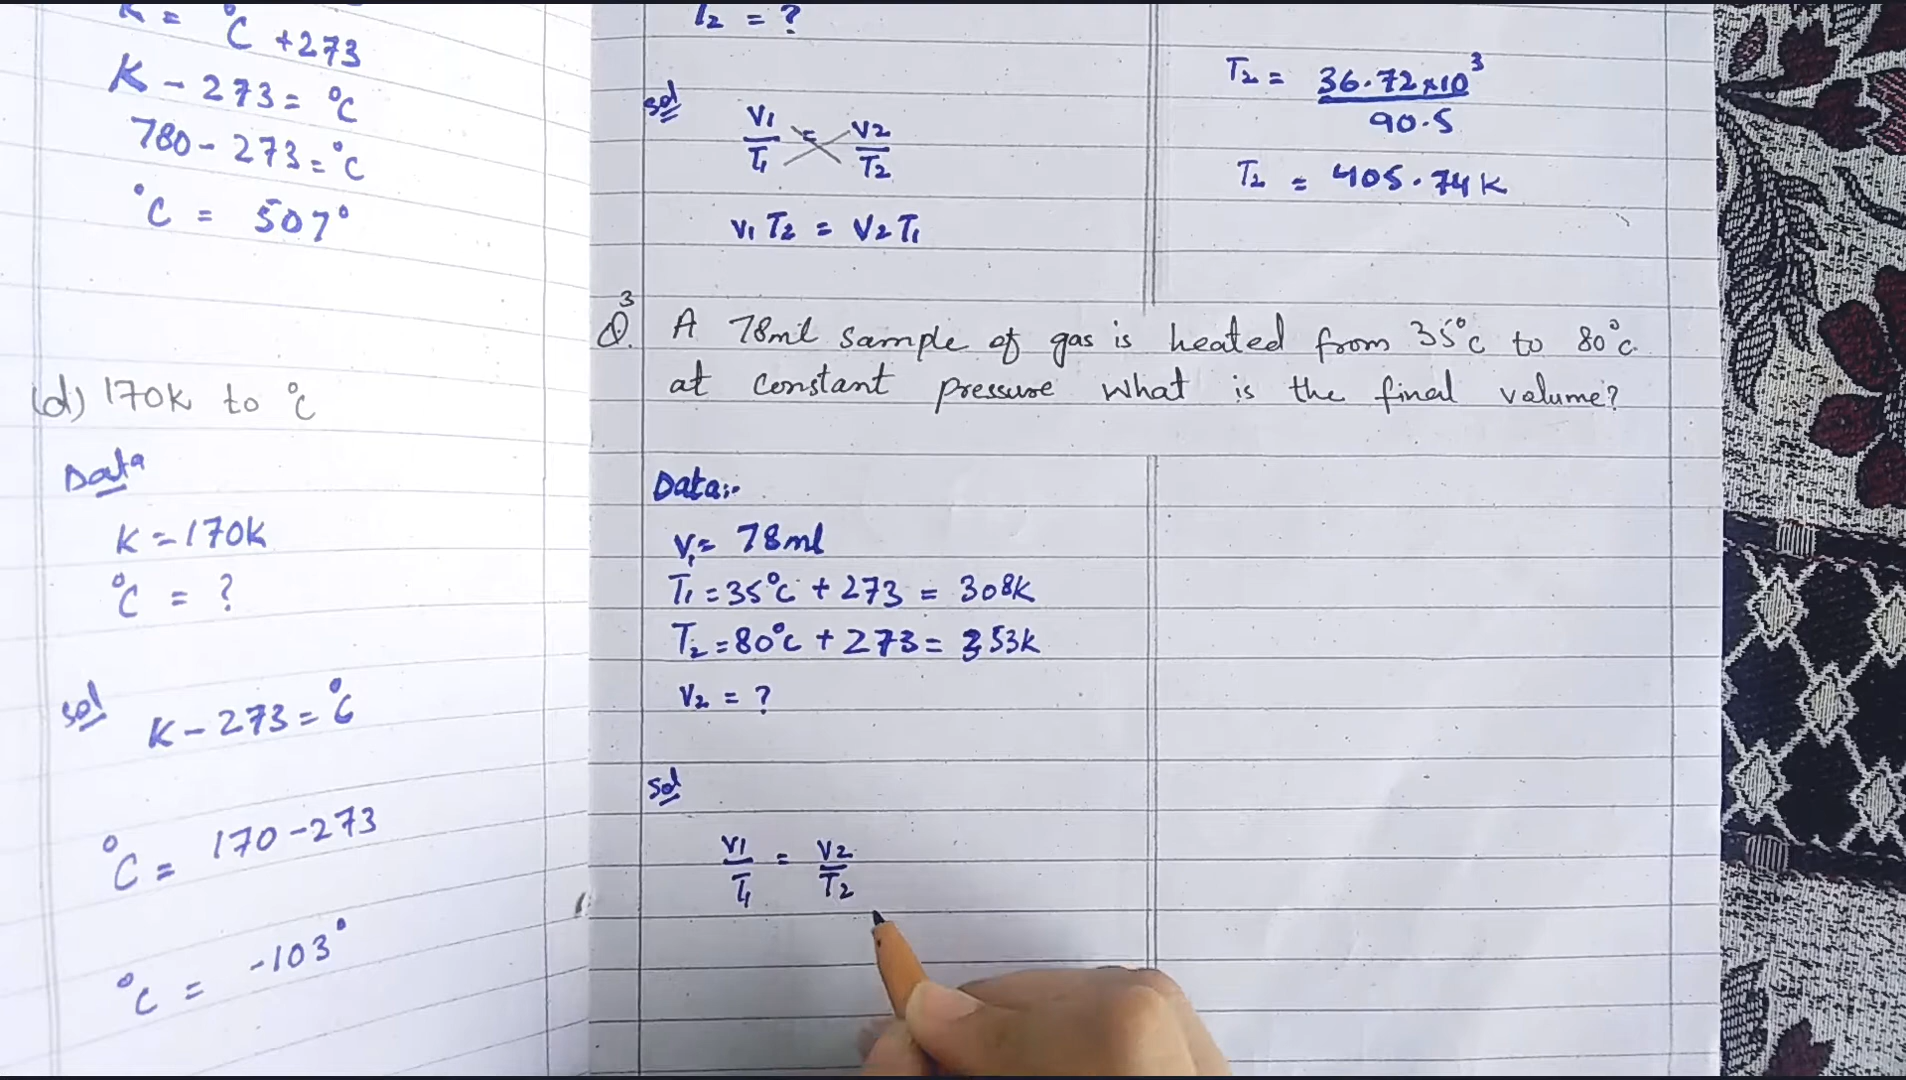 K = °C +273
K - 273 = °C
780 - 273 = °C
°C = 507°
(d) 170K to °C
Data
K = 170K
°C = ?
Sol
K - 273 = °C
°C = 170 - 273
°C = -103°
T2 = ?
Sol
V1/T1 = V2/T2
V1 T2 = V2 T1
T2 = 36.72x10³
90.5
T2 = 405.74K
Q.3 A 78ml sample of gas is heated from 35°C to 80°C.
at constant pressure what is the final volume?
Data:-
V1 = 78ml
T1 = 35°C + 273 = 308K
T2 = 80°C + 273 = 353K
V2 = ?
Sol
V1/T1 = V2/T2